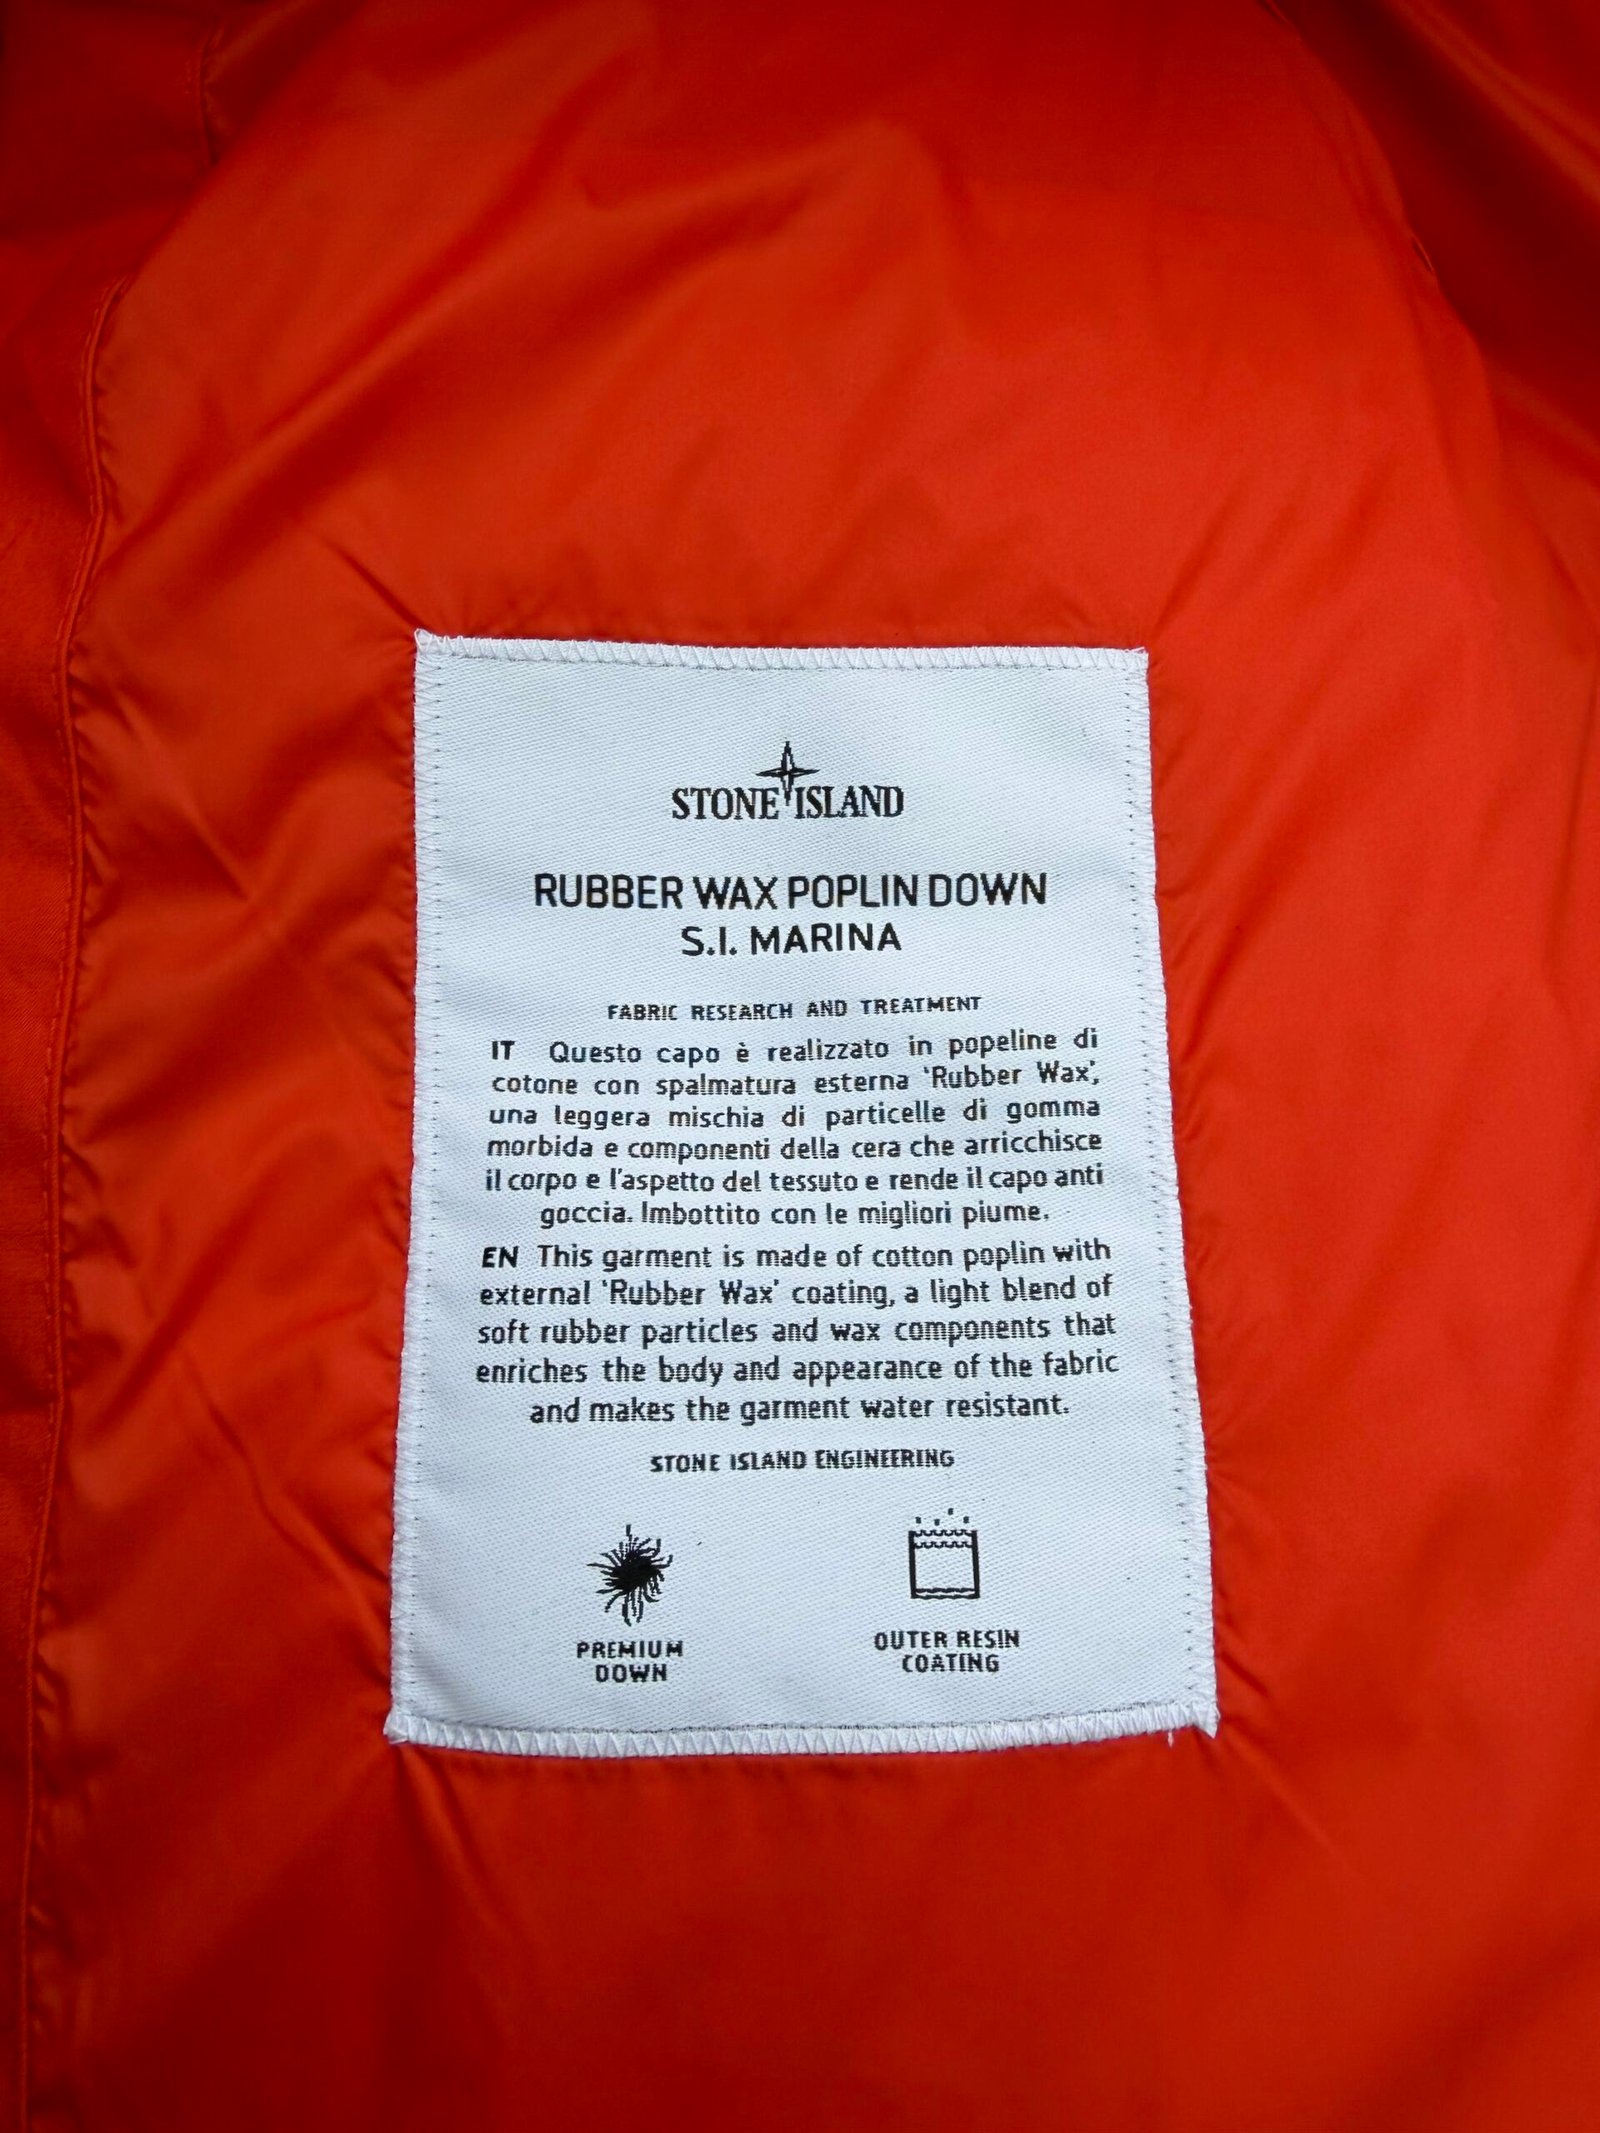 STONE ISLAND
RUBBER WAX POPLIN DOWN
S.I. MARINA
FABRIC RESEARCH AND TREATMENT
IT Questo capo è realizzato in popeline di
cotone con spalmatura esterna 'Rubber Wax',
una leggera mischia di particelle di gomma
morbida e componenti della cera che arricchisce
il corpo e l'aspetto del tessuto e rende il capo anti
goccia. Imbottito con le migliori piume.
EN This garment is made of cotton poplin with
external 'Rubber Wax' coating, a light blend of
soft rubber particles and wax components that
enriches the body and appearance of the fabric
and makes the garment water resistant.
STONE ISLAND ENGINEERING
PREMIUM
DOWN
OUTER RESIN
COATING